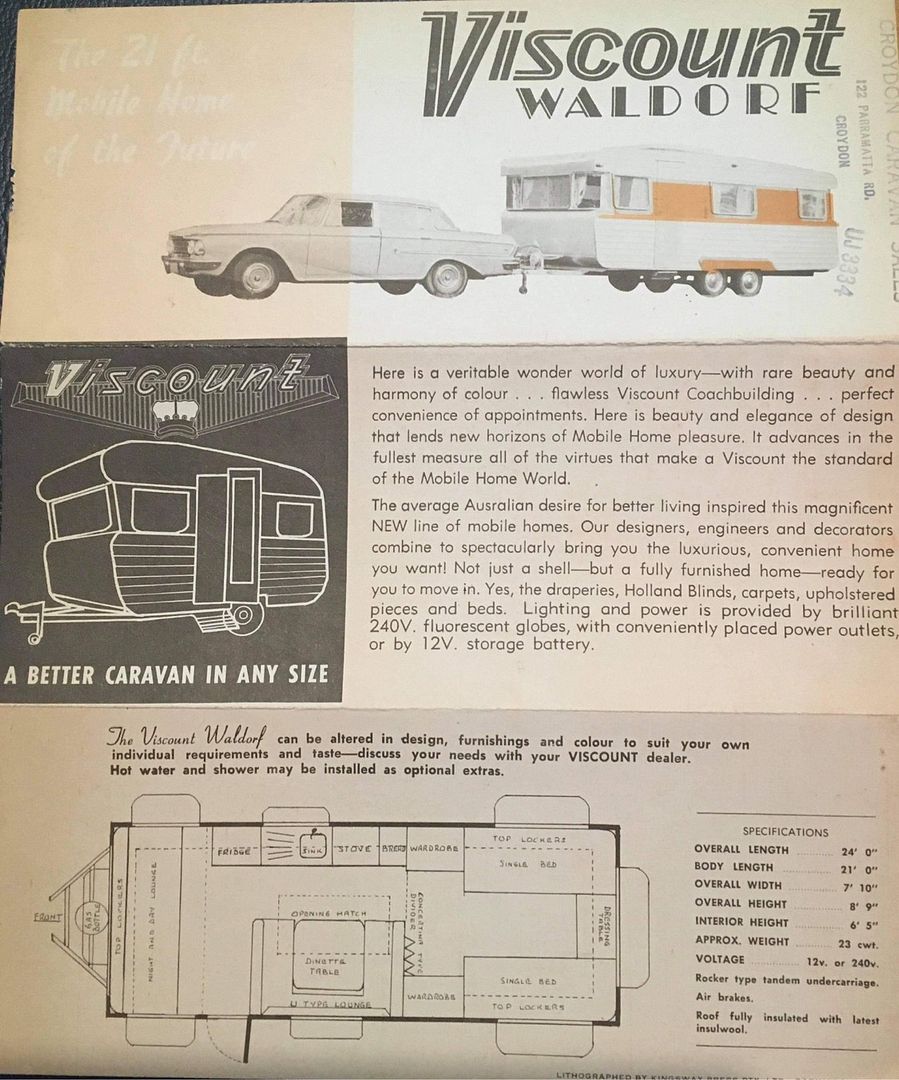 The 21 ft.
Mobile Home
of the Future
Viscount
WALDORF
CROYDON CARAVAN SALES
122 PARRAMATTA RD.
CROYDON
UJ3334
Viscount
A BETTER CARAVAN IN ANY SIZE
Here is a veritable wonder world of luxury—with rare beauty and
harmony of colour . . . flawless Viscount Coachbuilding . . . perfect
convenience of appointments. Here is beauty and elegance of design
that lends new horizons of Mobile Home pleasure. It advances in the
fullest measure all of the virtues that make a Viscount the standard
of the Mobile Home World.
The average Ausralian desire for better living inspired this magnificent
NEW line of mobile homes. Our designers, engineers and decorators
combine to spectacularly bring you the luxurious, convenient home
you want! Not just a shell—but a fully furnished home—ready for
you to move in. Yes, the draperies, Holland Blinds, carpets, upholstered
pieces and beds. Lighting and power is provided by brilliant
240V. fluorescent globes, with conveniently placed power outlets,
or by 12V. storage battery.
The Viscount Waldorf can be altered in design, furnishings and colour to suit your own
individual requirements and taste—discuss your needs with your VISCOUNT dealer.
Hot water and shower may be installed as optional extras.
FRONT
GAS
BOTTLE
TOP LOCKERS
NIGHT AND DAY LOUNGE
FRIDGE
SINK
STOVE
BREAD
WARDROBE
OPENING HATCH
DINETTE
TABLE
U TYPE LOUNGE
CONCERTINA TYPE
DIVIDER
WARDROBE
TOP LOCKERS
SINGLE BED
DRESSING
TABLE
SINGLE BED
TOP LOCKERS
SPECIFICATIONS
OVERALL LENGTH ........ 24' 0"
BODY LENGTH ........ 21' 0"
OVERALL WIDTH ........ 7' 10"
OVERALL HEIGHT ........ 8' 9"
INTERIOR HEIGHT ........ 6' 5"
APPROX. WEIGHT ........ 23 cwt.
VOLTAGE ........ 12v. or 240v.
Rocker type tandem undercarriage.
Air brakes.
Roof fully insulated with latest
insulwool.
LITHOGRAPHED BY KINGSWAY PRESS PTY. LTD.